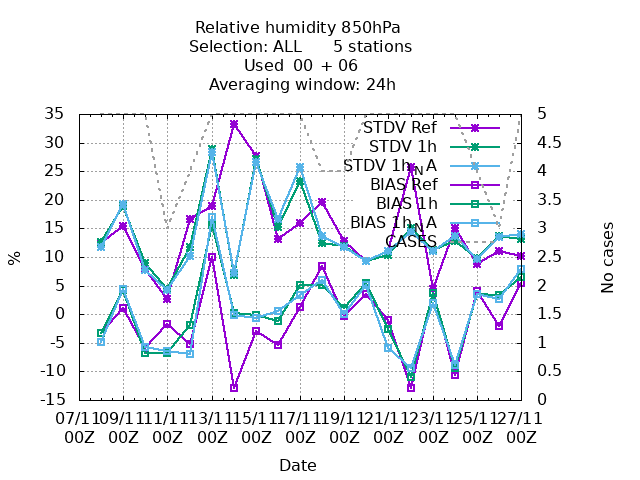 Relative humidity 850hPa
Selection: ALL 5 stations
Used 00 + 06
Averaging window: 24h
35
30
25
20
15
10
5
0
-5
-10
-15
%
5
4.5
4
3.5
3
2.5
2
1.5
1
0.5
0
No cases
STDV Ref
STDV 1h
STDV 1h_N A
BIAS Ref
BIAS 1h
BIAS 1h_N A
CASES
07/11 09/11 11/11 13/11 15/11 17/11 19/11 21/11 23/11 25/11 27/11
00Z 00Z 00Z 00Z 00Z 00Z 00Z 00Z 00Z 00Z 00Z
Date